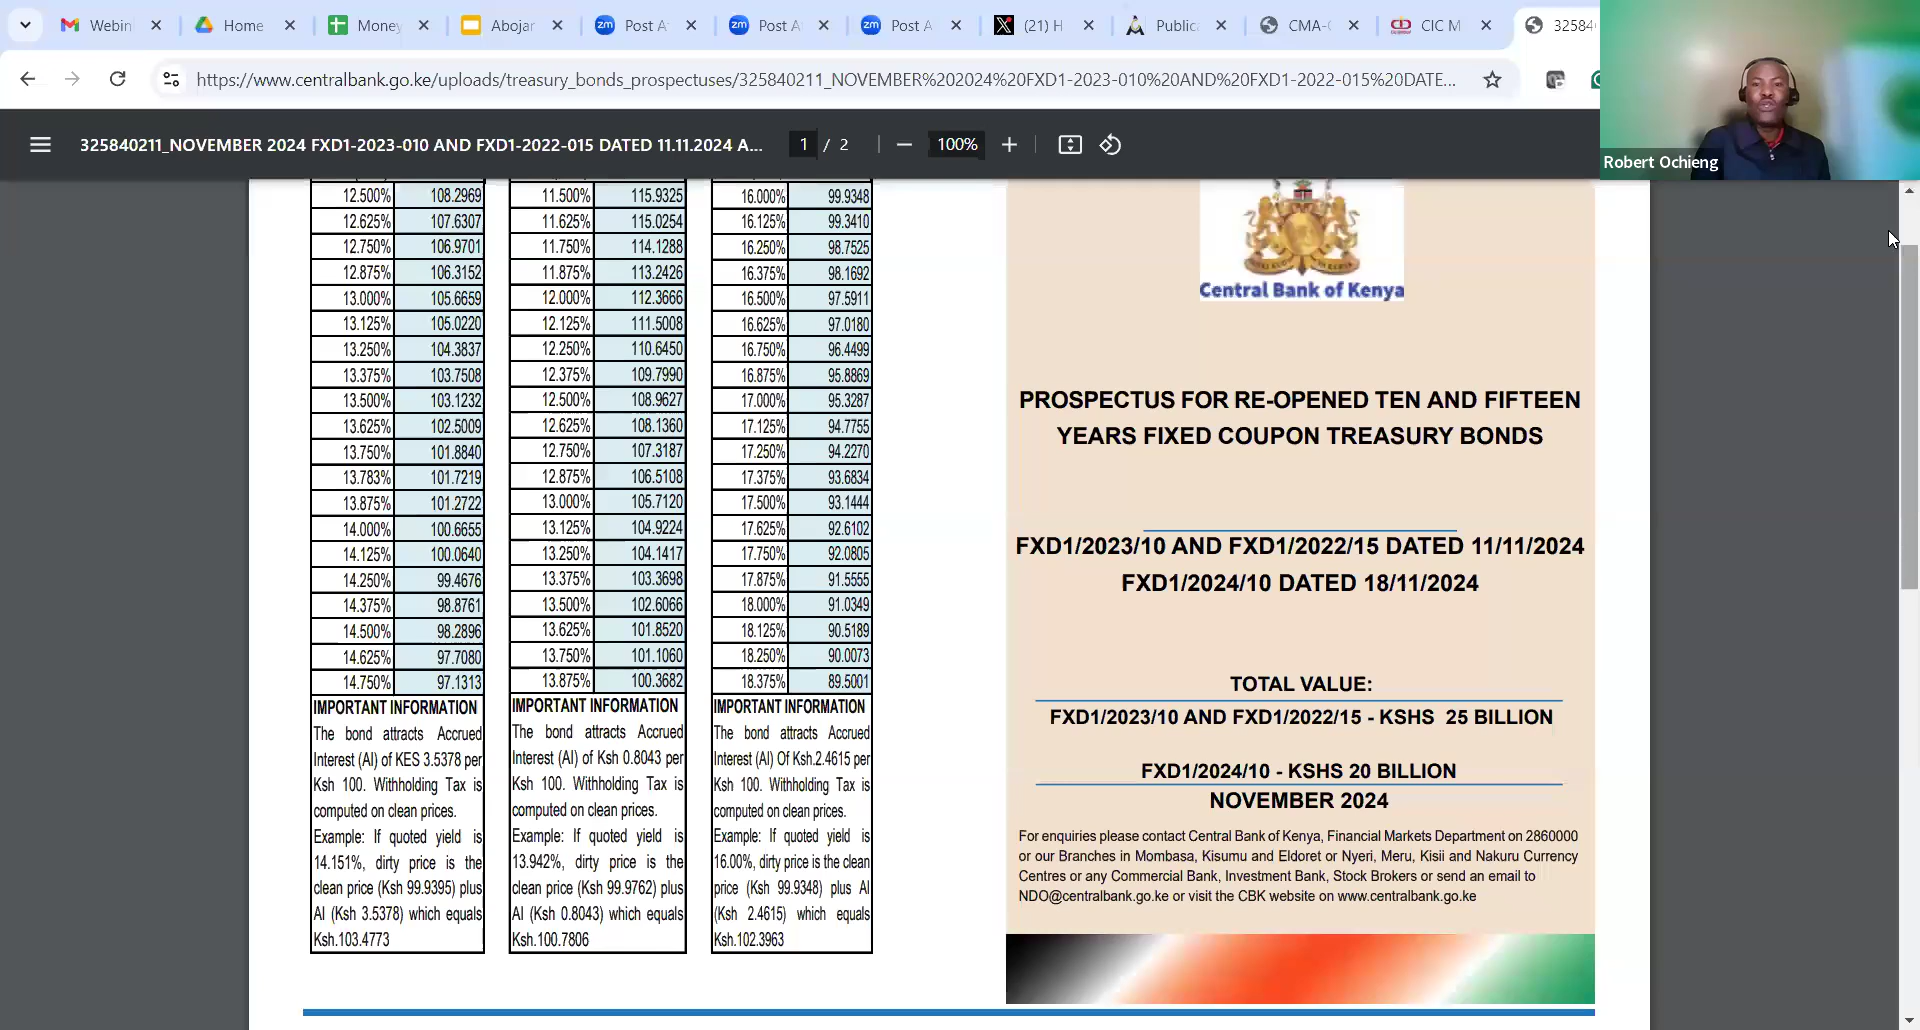 Webin
Home
Money
Abojar
Post A
Post A
Post A
(21) H
Public
CMA-
CIC M
3258
https://www.centralbank.go.ke/uploads/treasury_bonds_prospectuses/325840211_NOVEMBER%202024%20FXD1-2023-010%20AND%20FXD1-2022-015%20DATE...
325840211_NOVEMBER 2024 FXD1-2023-010 AND FXD1-2022-015 DATED 11.11.2024 A...
1 / 2
100%
Robert Ochieng
12.500% 108.2969
12.625% 107.6307
12.750% 106.9701
12.875% 106.3152
13.000% 105.6659
13.125% 105.0220
13.250% 104.3837
13.375% 103.7508
13.500% 103.1232
13.625% 102.5009
13.750% 101.8840
13.783% 101.7219
13.875% 101.2722
14.000% 100.6655
14.125% 100.0640
14.250% 99.4676
14.375% 98.8761
14.500% 98.2896
14.625% 97.7080
14.750% 97.1313
IMPORTANT INFORMATION
The bond attracts Accrued
Interest (AI) of KES 3.5378 per
Ksh 100. Withholding Tax is
computed on clean prices.
Example: If quoted yield is
14.151%, dirty price is the
clean price (Ksh 99.9395) plus
AI (Ksh 3.5378) which equals
Ksh.103.4773
11.500% 115.9325
11.625% 115.0254
11.750% 114.1288
11.875% 113.2426
12.000% 112.3666
12.125% 111.5008
12.250% 110.6450
12.375% 109.7990
12.500% 108.9627
12.625% 108.1360
12.750% 107.3187
12.875% 106.5108
13.000% 105.7120
13.125% 104.9224
13.250% 104.1417
13.375% 103.3698
13.500% 102.6066
13.625% 101.8520
13.750% 101.1060
13.875% 100.3682
IMPORTANT INFORMATION
The bond attracts Accrued
Interest (AI) of Ksh 0.8043 per
Ksh 100. Withholding Tax is
computed on clean prices.
Example: If quoted yield is
13.942%, dirty price is the
clean price (Ksh 99.9762) plus
AI (Ksh 0.8043) which equals
Ksh.100.7806
16.000% 99.9348
16.125% 99.3410
16.250% 98.7525
16.375% 98.1692
16.500% 97.5911
16.625% 97.0180
16.750% 96.4499
16.875% 95.8869
17.000% 95.3287
17.125% 94.7755
17.250% 94.2270
17.375% 93.6834
17.500% 93.1444
17.625% 92.6102
17.750% 92.0805
17.875% 91.5555
18.000% 91.0349
18.125% 90.5189
18.250% 90.0073
18.375% 89.5001
IMPORTANT INFORMATION
The bond attracts Accrued
Interest (AI) Of Ksh.2.4615 per
Ksh 100. Withholding Tax is
computed on clean prices.
Example: If quoted yield is
16.00%, dirty price is the clean
price (Ksh 99.9348) plus AI
(Ksh 2.4615) which equals
Ksh.102.3963
Central Bank of Kenya
PROSPECTUS FOR RE-OPENED TEN AND FIFTEEN
YEARS FIXED COUPON TREASURY BONDS
FXD1/2023/10 AND FXD1/2022/15 DATED 11/11/2024
FXD1/2024/10 DATED 18/11/2024
TOTAL VALUE:
FXD1/2023/10 AND FXD1/2022/15 - KSHS 25 BILLION
FXD1/2024/10 - KSHS 20 BILLION
NOVEMBER 2024
For enquiries please contact Central Bank of Kenya, Financial Markets Department on 2860000
or our Branches in Mombasa, Kisumu and Eldoret or Nyeri, Meru, Kisii and Nakuru Currency
Centres or any Commercial Bank, Investment Bank, Stock Brokers or send an email to
NDO@centralbank.go.ke or visit the CBK website on www.centralbank.go.ke